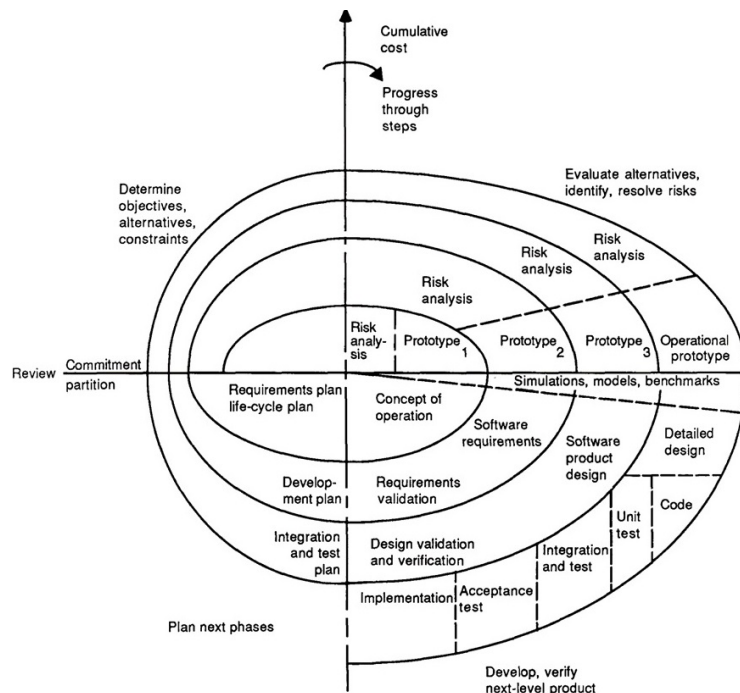 Cumulative
cost
Progress
through
steps
Evaluate alternatives,
identify, resolve risks
Determine
objectives,
alternatives,
constraints
Risk
analysis
Risk
analysis
Risk
analysis
Risk
analy-
sis
Prototype
1
Prototype
2
Prototype
3
Operational
prototype
Review
Commitment
partition
Simulations, models, benchmarks
Requirements plan
life-cycle plan
Concept of
operation
Software
requirements
Software
product
design
Detailed
design
Develop-
ment plan
Requirements
validation
Code
Unit
test
Integration
and test
plan
Design validation
and verification
Integration
and test
Acceptance
test
Implementation
Plan next phases
Develop, verify
next-level product